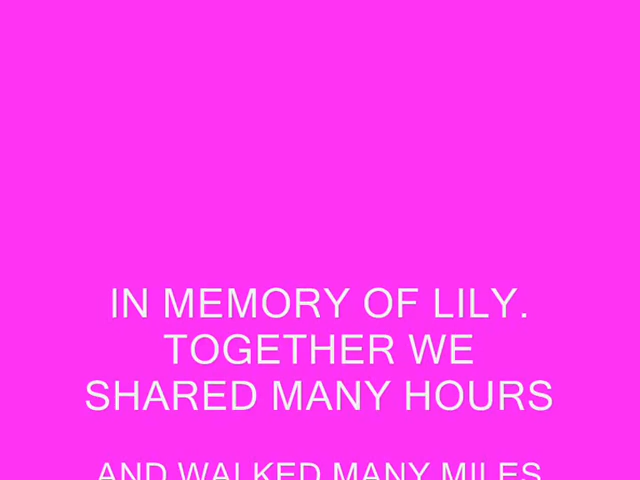 IN MEMORY OF LILY.
TOGETHER WE
SHARED MANY HOURS
AND WALKED MANY MILES